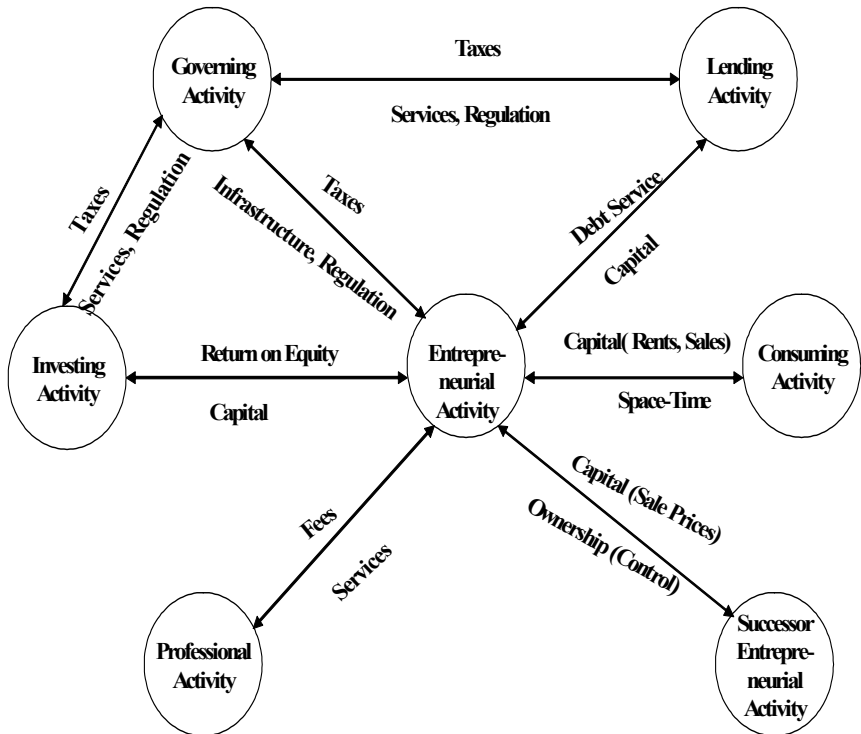 Governing
Activity
Taxes
Services, Regulation
Lending
Activity
Taxes
Services, Regulation
Taxes
Infrastructure, Regulation
Debt Service
Capital
Investing
Activity
Return on Equity
Capital
Entrepre-
neurial
Activity
Capital( Rents, Sales)
Space-Time
Consuming
Activity
Fees
Services
Capital (Sale Prices)
Ownership (Control)
Professional
Activity
Successor
Entrepre-
neurial
Activity